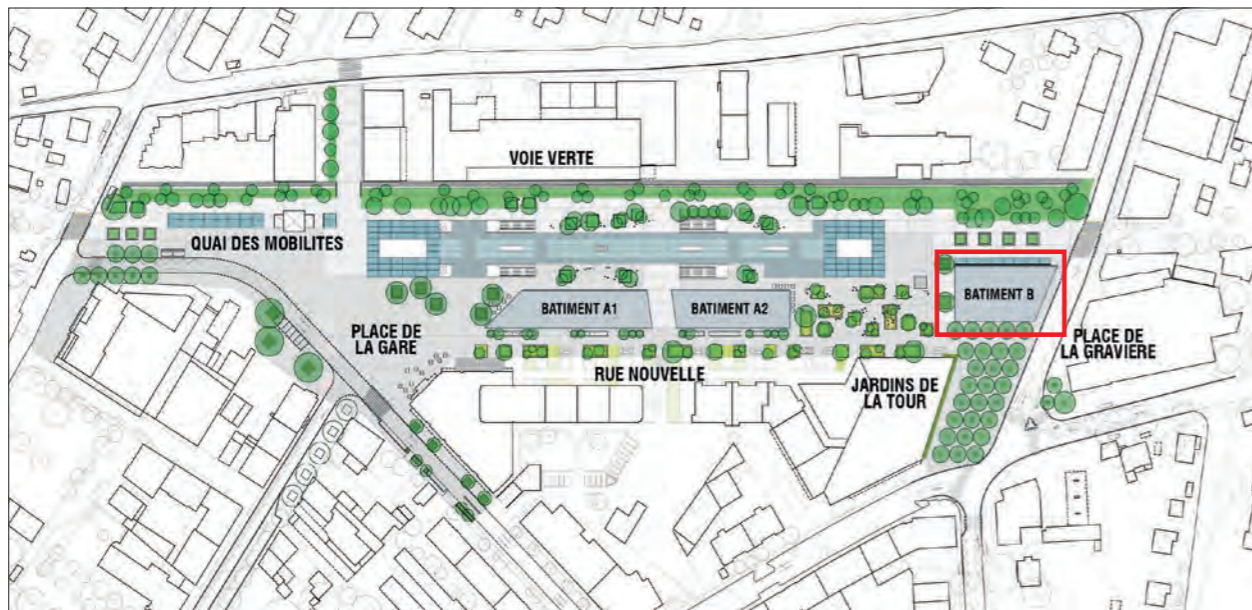 VOIE VERTE
QUAI DES MOBILITES
BATIMENT B
BATIMENT A1
BATIMENT A2
PLACE DE
LA GARE
PLACE DE
LA GRAVIERE
RUE NOUVELLE
JARDINS DE
LA TOUR